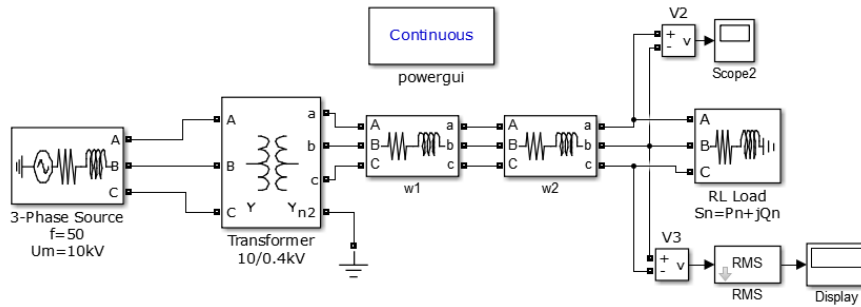 V2
+
-
v
Scope2
Continuous
powergui
A
B
C
3-Phase Source
f=50
Um=10kV
A
B
C
a
b
c
Y
Yn2
Transformer
10/0.4kV
A
B
C
a
b
c
w1
A
B
C
a
b
c
w2
A
B
C
RL Load
Sn=Pn+jQn
V3
+
-
v
RMS
RMS
Display